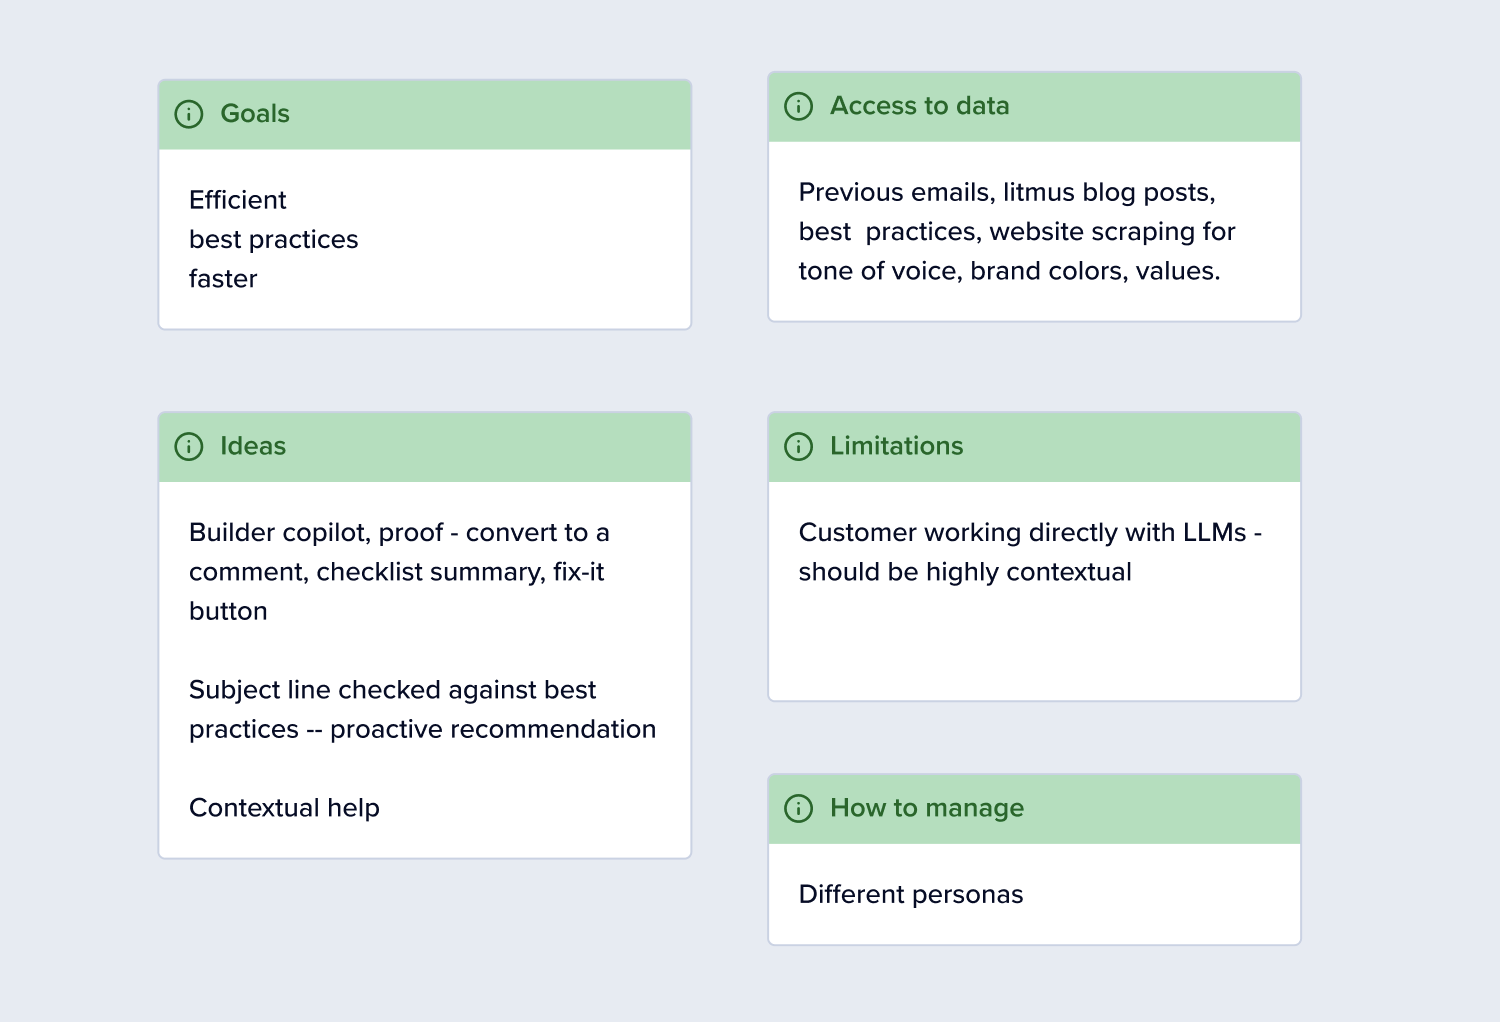 Goals
Efficient
best practices
faster
Access to data
Previous emails, litmus blog posts,
best  practices, website scraping for
tone of voice, brand colors, values.
Ideas
Builder copilot, proof - convert to a
comment, checklist summary, fix-it
button
Subject line checked against best
practices -- proactive recommendation
Contextual help
Limitations
Customer working directly with LLMs -
should be highly contextual
How to manage
Different personas